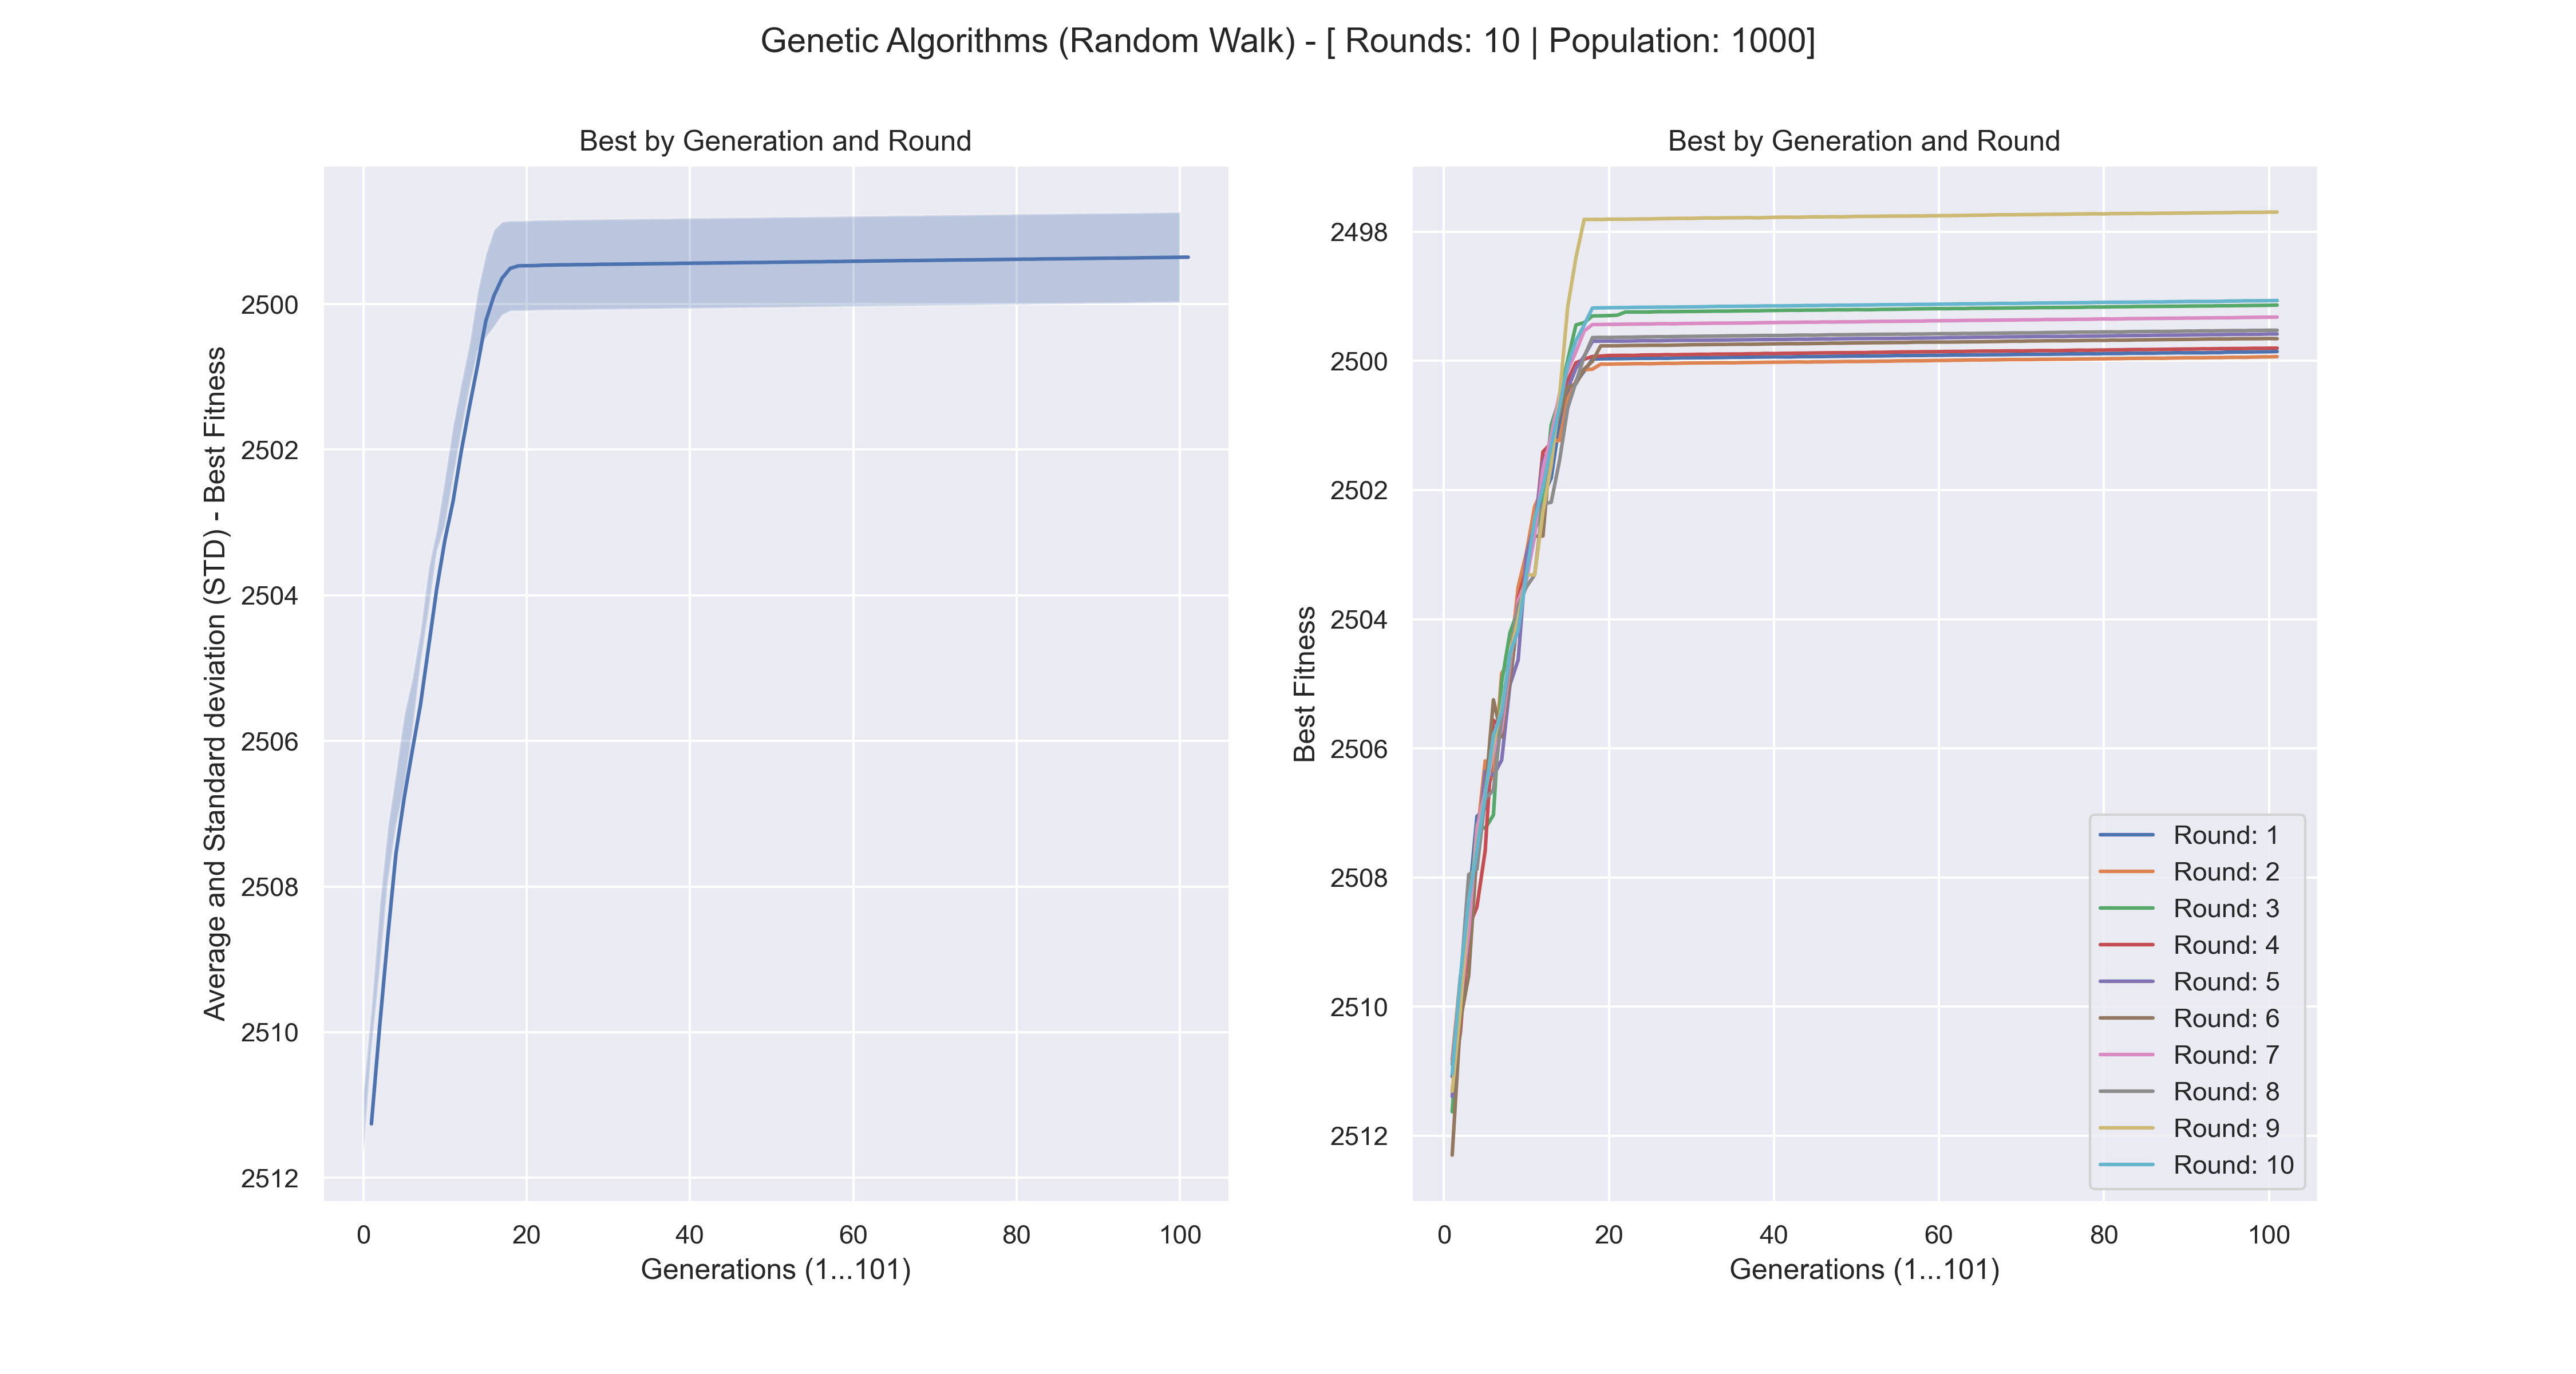 Genetic Algorithms (Random Walk) - [ Rounds: 10 | Population: 1000]
Best by Generation and Round
Average and Standard deviation (STD) - Best Fitness
2500
2502
2504
2506
2508
2510
2512
0 20 40 60 80 100
Generations (1...101)
Best by Generation and Round
Best Fitness
2498
2500
2502
2504
2506
2508
2510
2512
Round: 1
Round: 2
Round: 3
Round: 4
Round: 5
Round: 6
Round: 7
Round: 8
Round: 9
Round: 10
0 20 40 60 80 100
Generations (1...101)